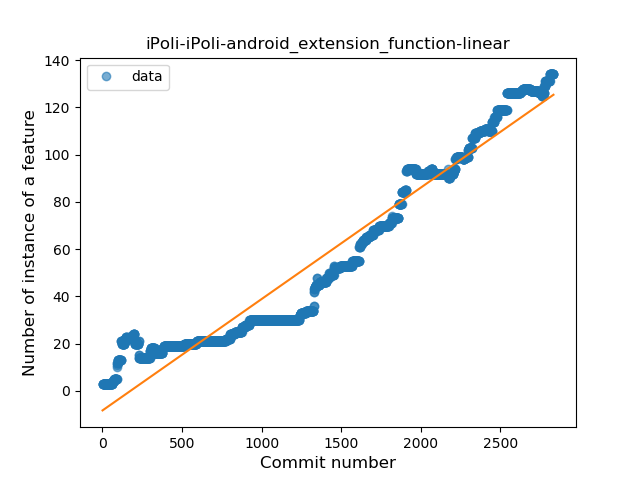 iPoli-iPoli-android_extension_function-linear
data
Number of instance of a feature
140
120
100
80
60
40
20
0
0 500 1000 1500 2000 2500
Commit number